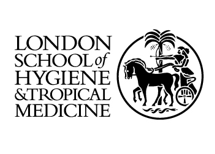 LONDON
SCHOOL of
HYGIENE
& TROPICAL
MEDICINE